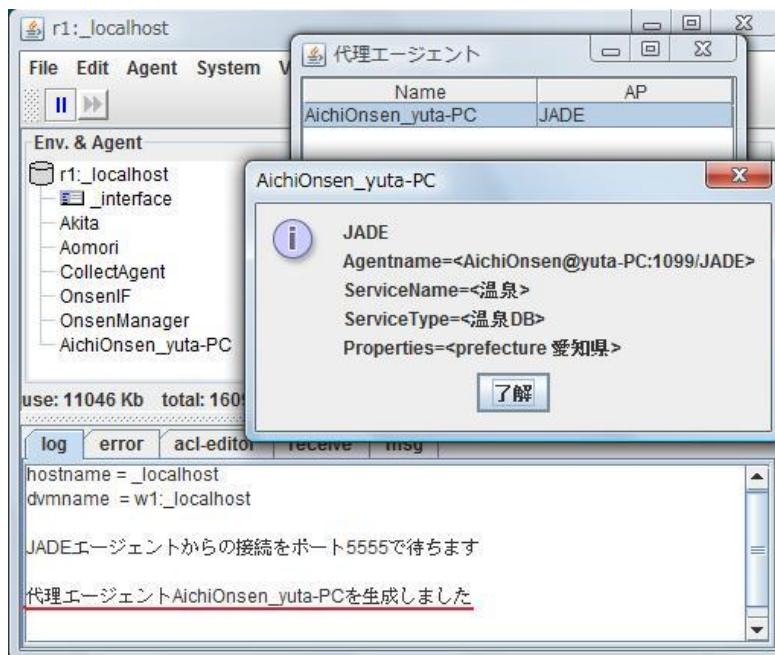 r1:_localhost
File Edit Agent System V
Env. & Agent
r1:_localhost
_interface
Akita
Aomori
CollectAgent
OnsenIF
OnsenManager
AichiOnsen_yuta-PC
use: 11046 Kb total: 1609
代理エージェント
Name AP
AichiOnsen_yuta-PC JADE
AichiOnsen_yuta-PC
JADE
Agentname=<AichiOnsen@yuta-PC:1099/JADE>
ServiceName=<温泉>
ServiceType=<温泉DB>
Properties=<prefecture 愛知県>
了解
log error acl-editor receive msg
hostname = _localhost
dvmname = w1:_localhost
JADEエージェントからの接続をポート5555で待ちます
代理エージェントAichiOnsen_yuta-PCを生成しました